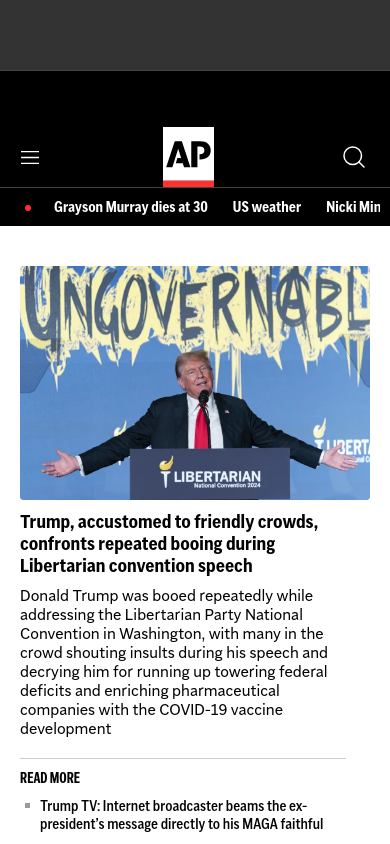 AP
Grayson Murray dies at 30 US weather Nicki Min
UNGOVERNABL
LIBERTARIAN
National Convention 2024
Trump, accustomed to friendly crowds,
confronts repeated booing during
Libertarian convention speech
Donald Trump was booed repeatedly while
addressing the Libertarian Party National
Convention in Washington, with many in the
crowd shouting insults during his speech and
decrying him for running up towering federal
deficits and enriching pharmaceutical
companies with the COVID-19 vaccine
development
READ MORE
Trump TV: Internet broadcaster beams the ex-
president's message directly to his MAGA faithful